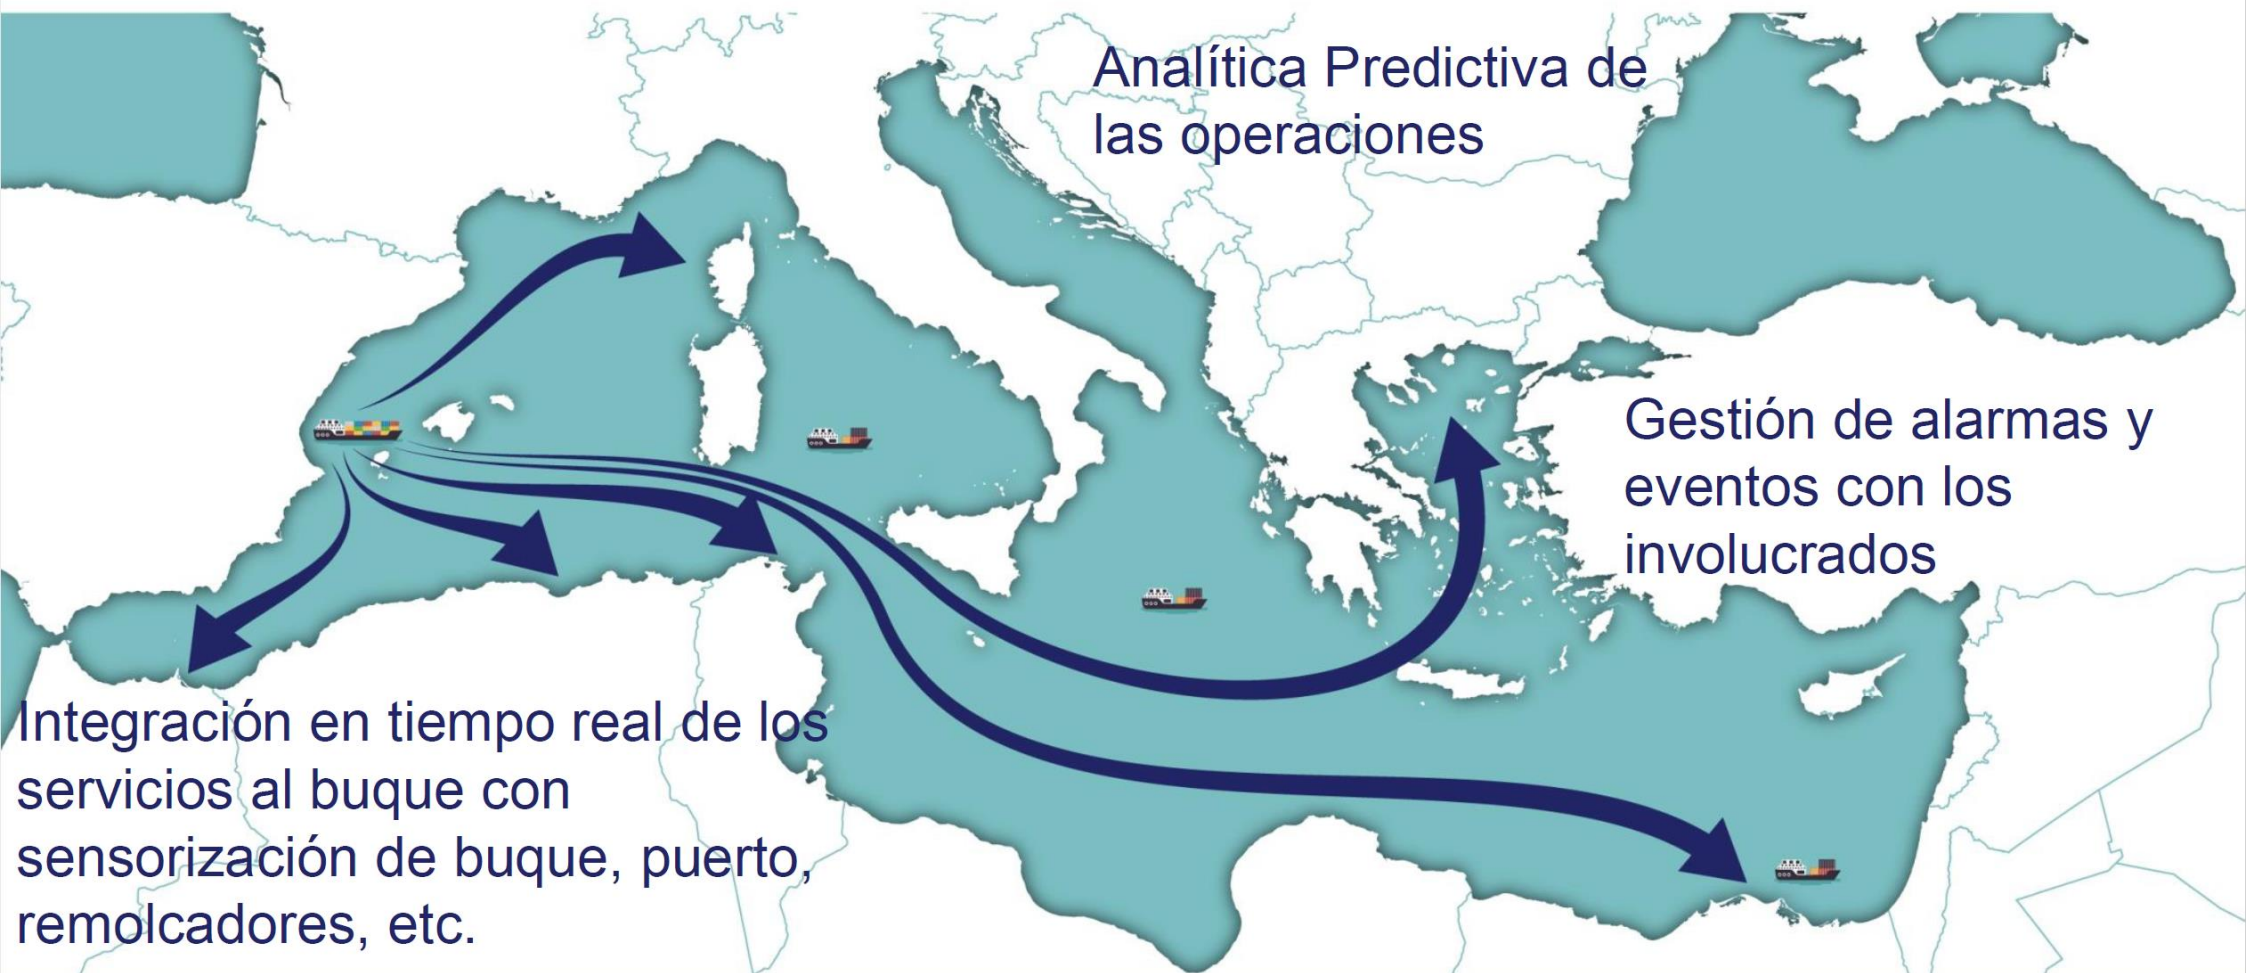 Analítica Predictiva de
las operaciones
Gestión de alarmas y
eventos con los
involucrados
Integración en tiempo real de los
servicios al buque con
sensorización de buque, puerto,
remolcadores, etc.